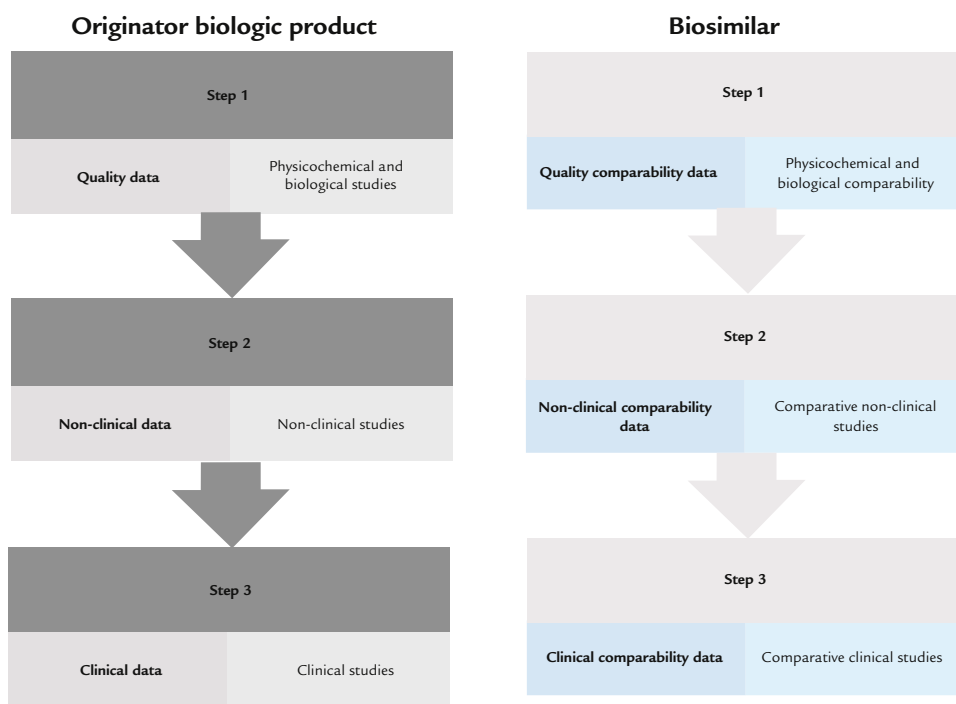 Originator biologic product
Step 1
Quality data
Physicochemical and
biological studies
Step 2
Non-clinical data
Non-clinical studies
Step 3
Clinical data
Clinical studies
Biosimilar
Step 1
Quality comparability data
Physicochemical and
biological comparability
Step 2
Non-clinical comparability
data
Comparative non-clinical
studies
Step 3
Clinical comparability data
Comparative clinical studies